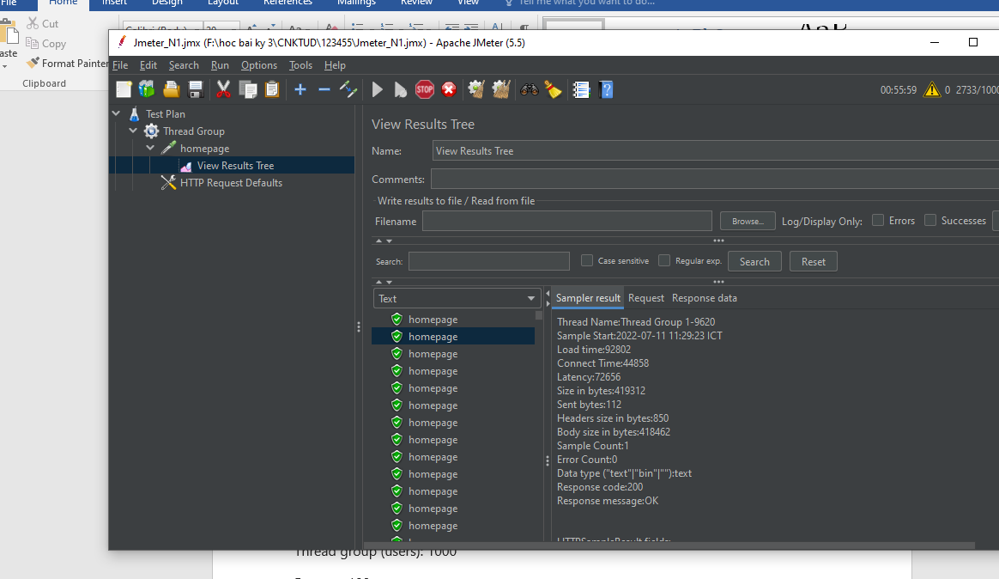 File Home Insert Design Layout References Mailings Review View Tell me what you want to do...
Cut
Copy
Format Painter
Clipboard
Jmeter_N1.jmx (F:\hoc bai ky 3\CNKTUD\123455\Jmeter_N1.jmx) - Apache JMeter (5.5)
File Edit Search Run Options Tools Help
STOP
00:55:59 0 2733/1000
Test Plan
Thread Group
homepage
View Results Tree
HTTP Request Defaults
View Results Tree
Name: View Results Tree
Comments:
Write results to file / Read from file
Filename Browse... Log/Display Only: Errors Successes
Search: Case sensitive Regular exp. Search Reset
Text
homepage
homepage
homepage
homepage
homepage
homepage
homepage
homepage
homepage
homepage
homepage
homepage
homepage
Sampler result Request Response data
Thread Name:Thread Group 1-9620
Sample Start:2022-07-11 11:29:23 ICT
Load time:92802
Connect Time:44858
Latency:72656
Size in bytes:419312
Sent bytes:112
Headers size in bytes:850
Body size in bytes:418462
Sample Count:1
Error Count:0
Data type ("text"|"bin"|""):text
Response code:200
Response message:OK
HTTPSampleResult fields:
Thread group (users): 1000